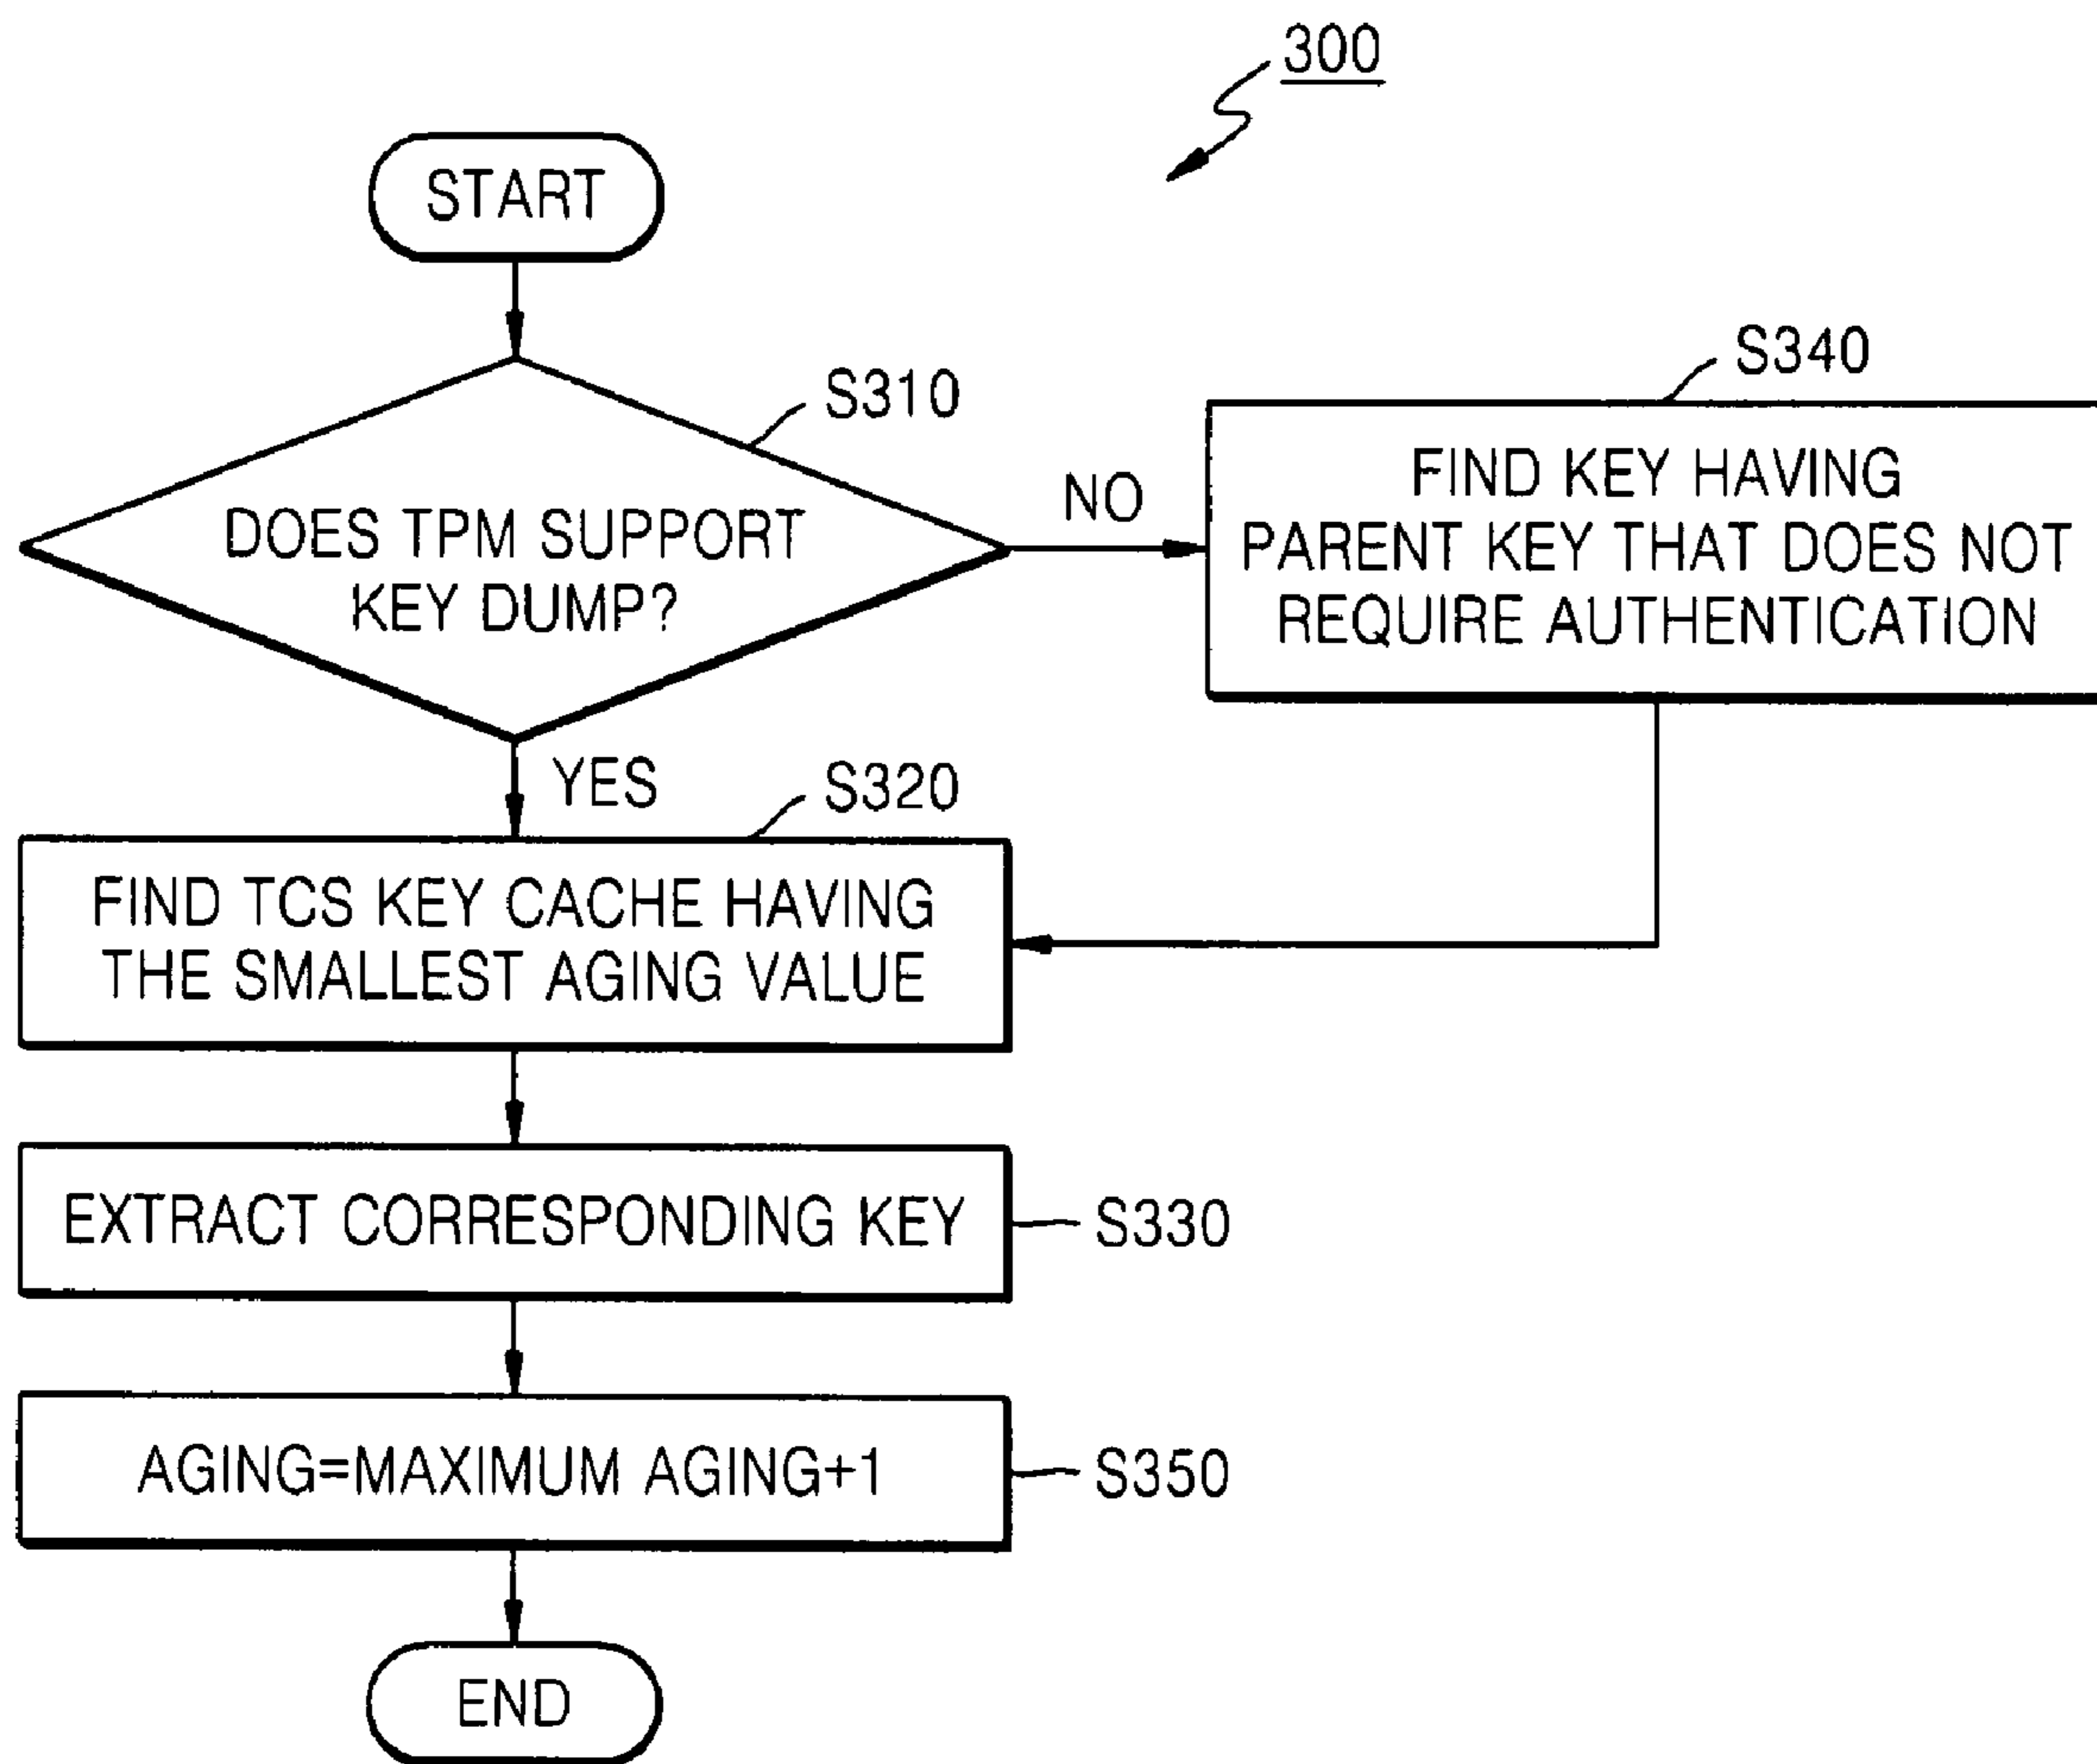 300
START
S310
DOES TPM SUPPORT
KEY DUMP?
NO
S340
FIND KEY HAVING
PARENT KEY THAT DOES NOT
REQUIRE AUTHENTICATION
YES
S320
FIND TCS KEY CACHE HAVING
THE SMALLEST AGING VALUE
EXTRACT CORRESPONDING KEY
S330
AGING=MAXIMUM AGING+1
S350
END